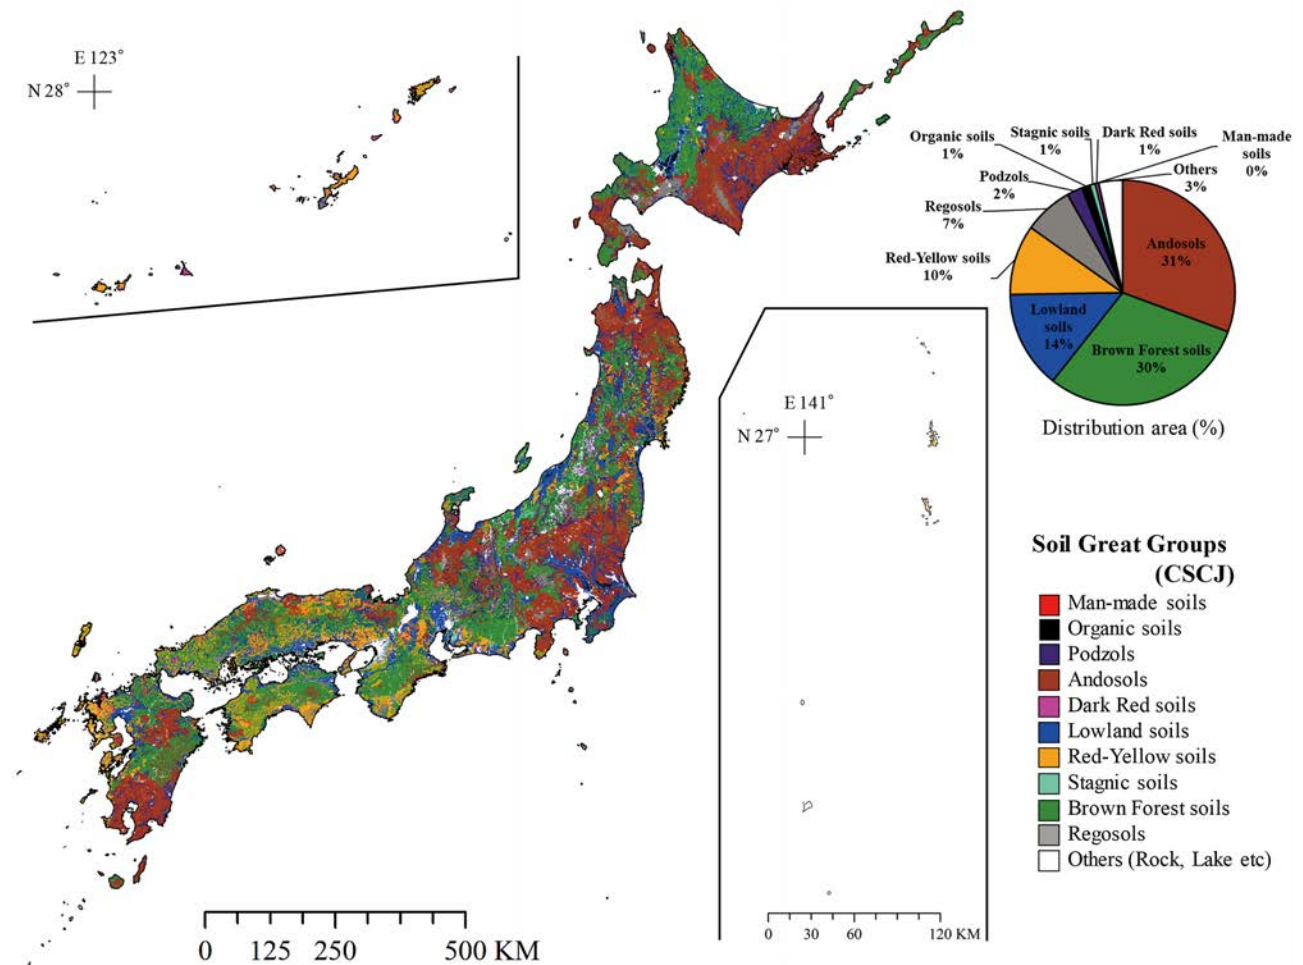 E 123°
N 28°
Organic soils
1%
Stagnic soils
1%
Dark Red soils
1%
Man-made
soils
0%
Podzols
2%
Others
3%
Regosols
7%
Andosols
31%
Red-Yellow soils
10%
Lowland
soils
14%
Brown Forest soils
30%
Distribution area (%)
E 141°
N 27°
Soil Great Groups
(CSCJ)
Man-made soils
Organic soils
Podzols
Andosols
Dark Red soils
Lowland soils
Red-Yellow soils
Stagnic soils
Brown Forest soils
Regosols
Others (Rock, Lake etc)
0 125 250 500 KM
0 30 60 120 KM